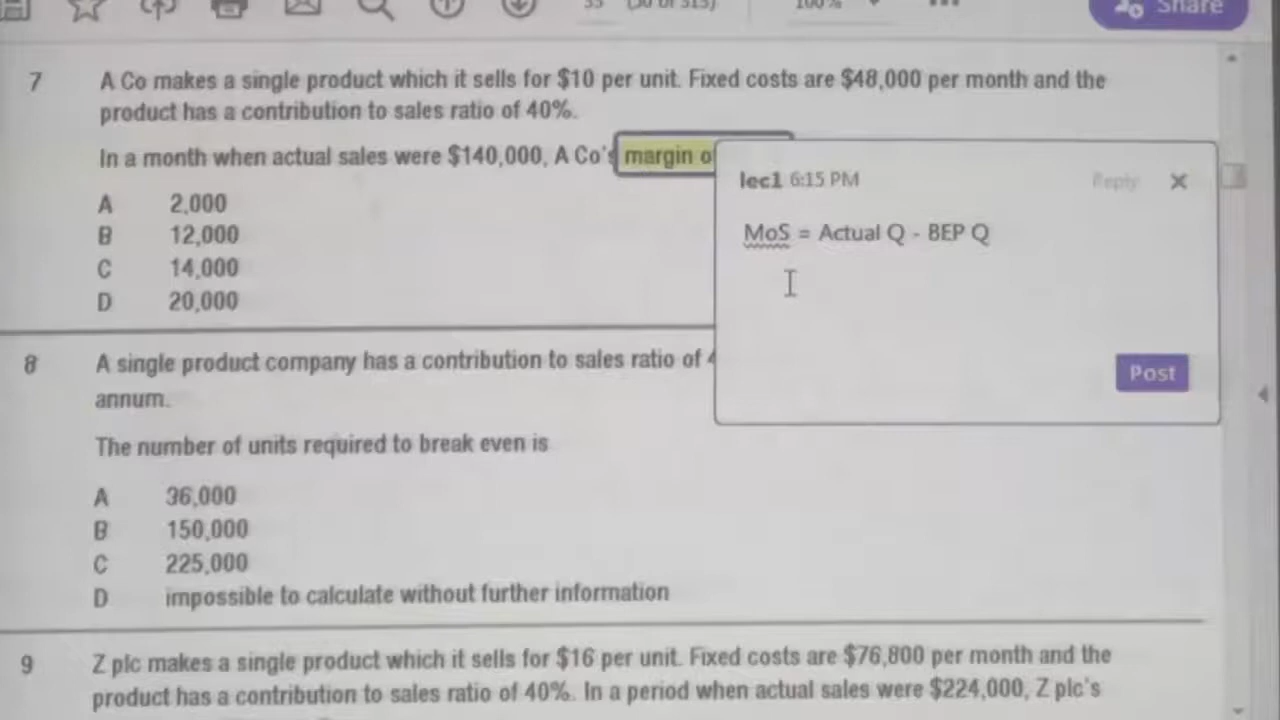 Share
7 A Co makes a single product which it sells for $10 per unit. Fixed costs are $48,000 per month and the
product has a contribution to sales ratio of 40%.
In a month when actual sales were $140,000, A Co's margin o
A 2,000
B 12,000
C 14,000
D 20,000
lec1 6:15 PM Reply
MoS = Actual Q - BEP Q
Post
8 A single product company has a contribution to sales ratio of 4
annum.
The number of units required to break even is
A 36,000
B 150,000
C 225,000
D impossible to calculate without further information
9 Z plc makes a single product which it sells for $16 per unit. Fixed costs are $76,800 per month and the
product has a contribution to sales ratio of 40%. In a period when actual sales were $224,000, Z plc's